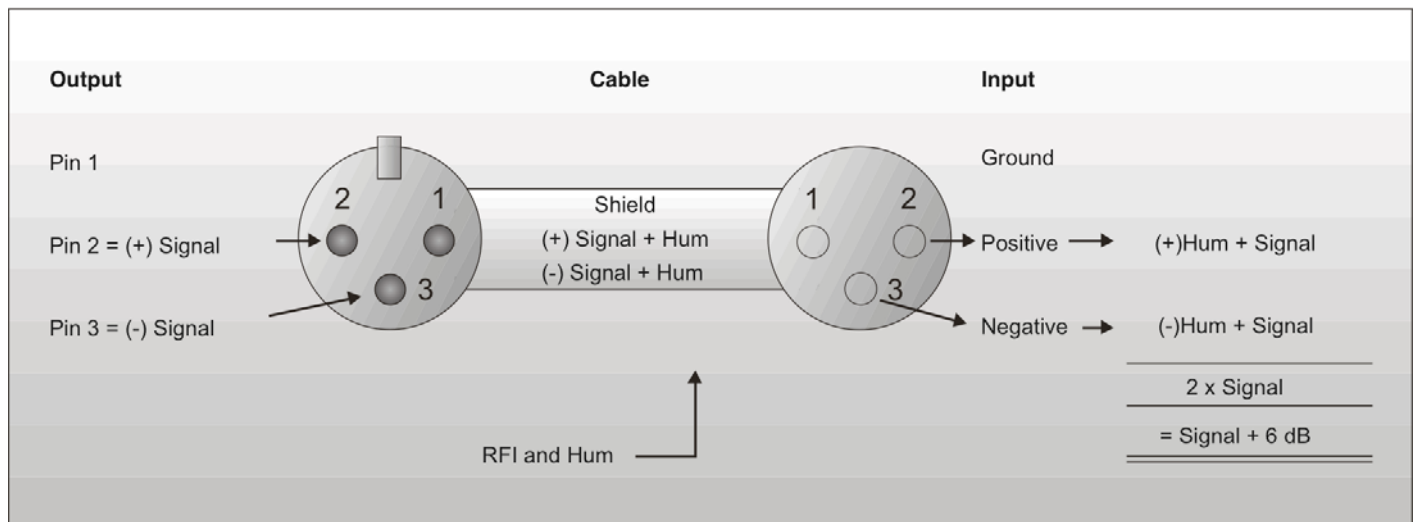 Output Cable Input
Pin 1
Ground
2 1
1 2
Shield
Pin 2 = (+) Signal
(+) Signal + Hum
Positive
(+)Hum + Signal
(-) Signal + Hum
3
3
Pin 3 = (-) Signal
Negative
(-)Hum + Signal
2 x Signal
= Signal + 6 dB
RFI and Hum